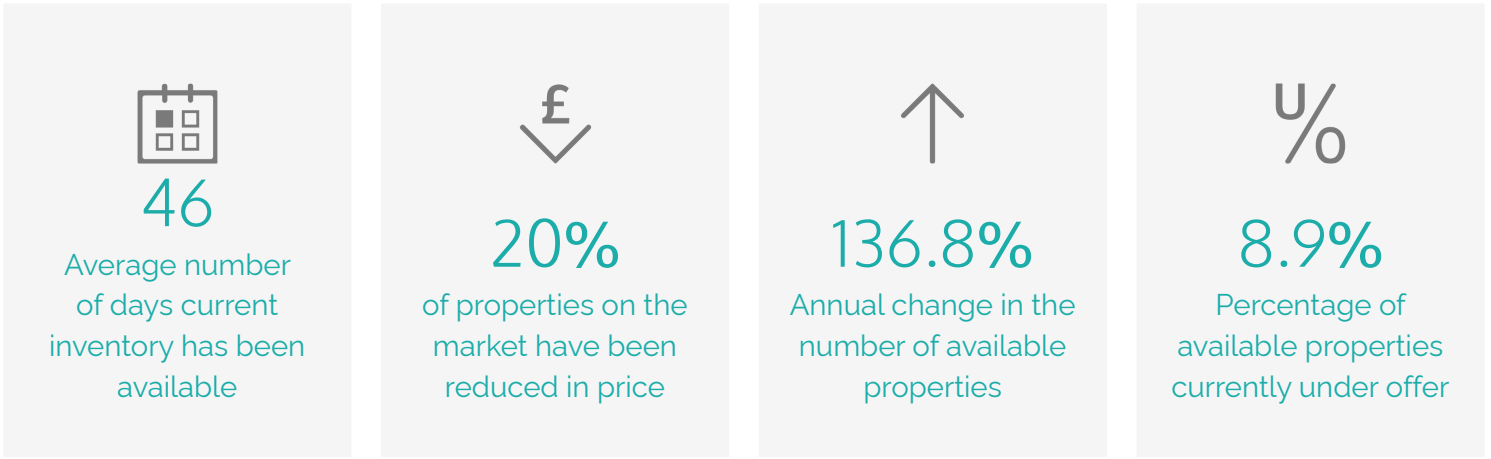 46
Average number
of days current
inventory has been
available
£
20%
of properties on the
market have been
reduced in price
136.8%
Annual change in the
number of available
properties
U/O
8.9%
Percentage of
available properties
currently under offer